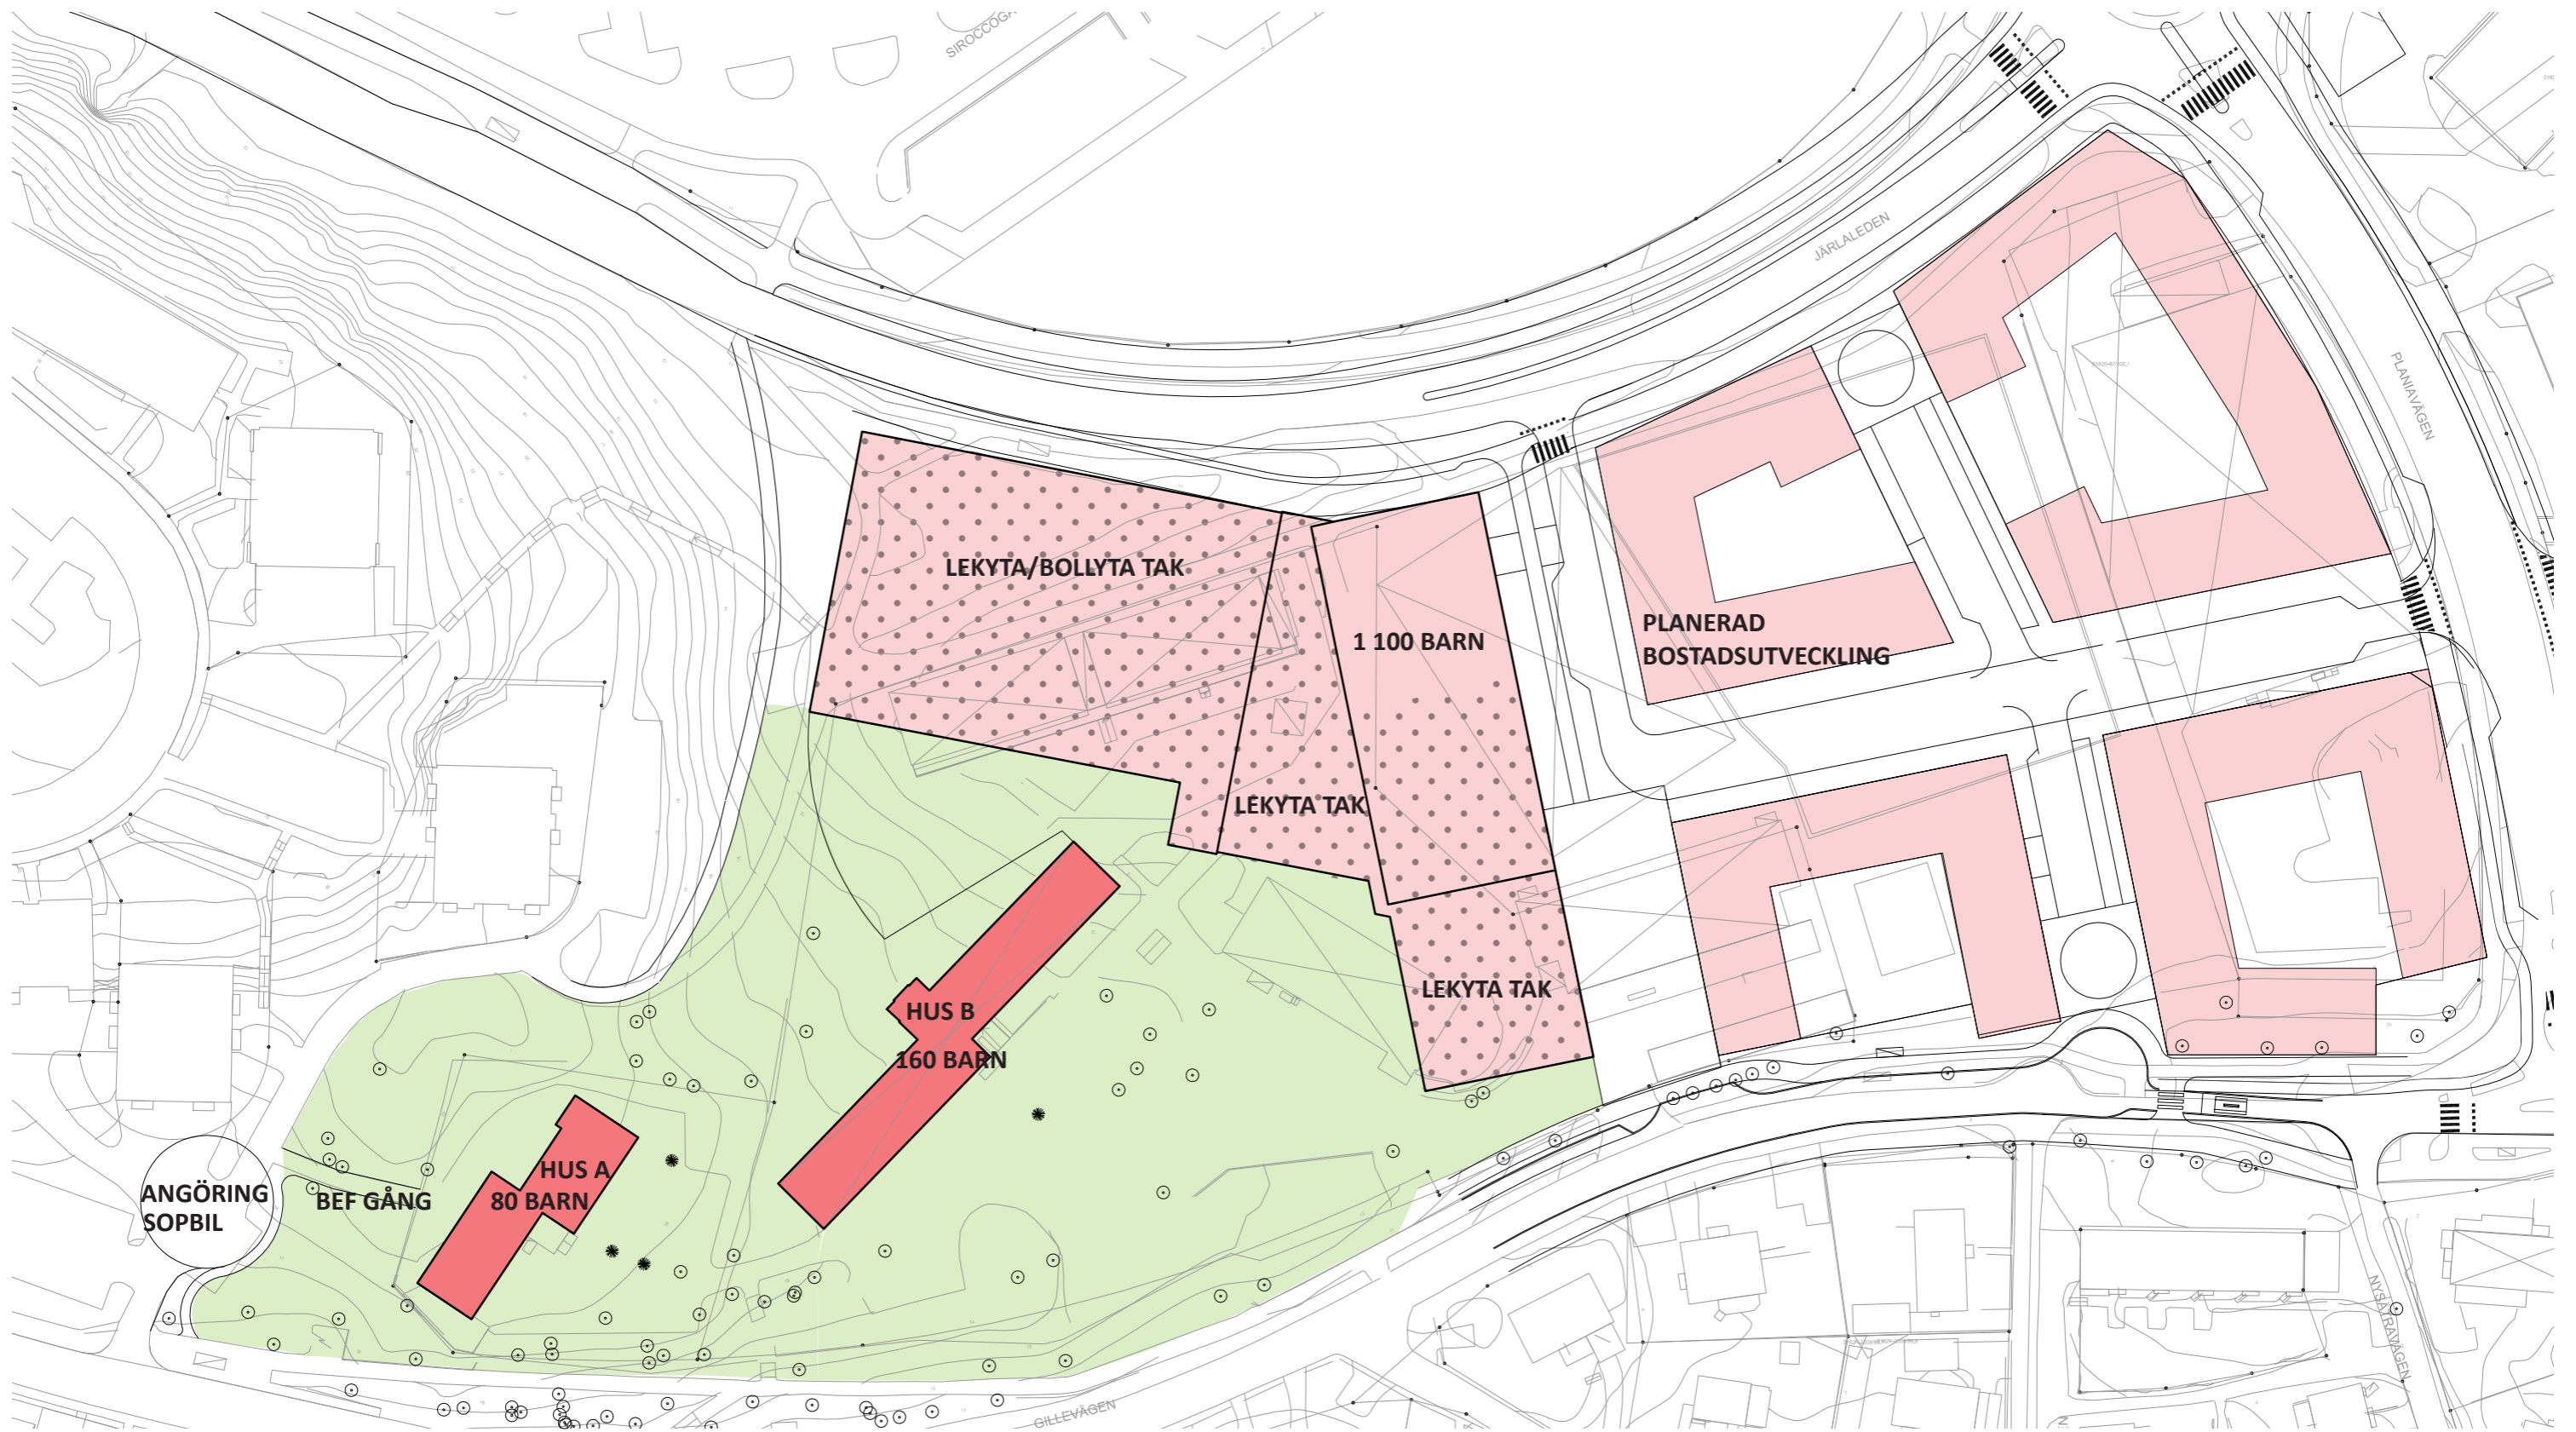 SIROCCOGA
JÄRLALEDEN
PLANIAVÄGEN
LEKYTA/BOLLYTA TAK
1 100 BARN
PLANERAD
BOSTADSUTVECKLING
LEKYTA TAK
LEKYTA TAK
HUS B
160 BARN
HUS A
80 BARN
BEF GÅNG
ANGÖRING
SOPBIL
NYSÄTRAVÄGEN
GILLEVÄGEN